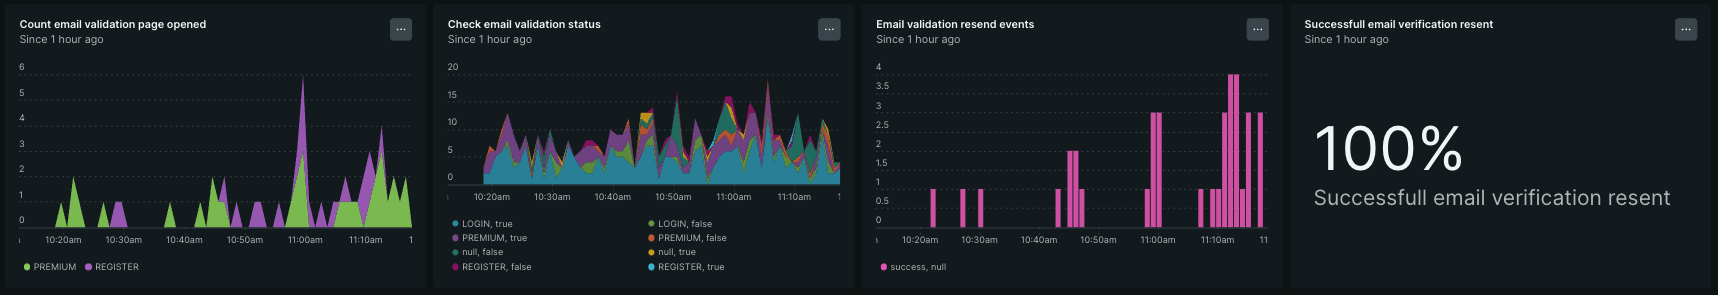 Count email validation page opened
Since 1 hour ago
...
6
5
4
3
2
1
0
10:20am
10:30am
10:40am
10:50am
11:00am
11:10am
1
PREMIUM
REGISTER
Check email validation status
Since 1 hour ago
...
20
15
10
5
0
10:20am
10:30am
10:40am
10:50am
11:00am
11:10am
1
LOGIN, true
LOGIN, false
PREMIUM, true
PREMIUM, false
null, false
null, true
REGISTER, false
REGISTER, true
Email validation resend events
Since 1 hour ago
...
4
3.5
3
2.5
2
1.5
1
0.5
0
10:20am
10:30am
10:40am
10:50am
11:00am
11:10am
11
success, null
Successfull email verification resent
Since 1 hour ago
...
100%
Successfull email verification resent